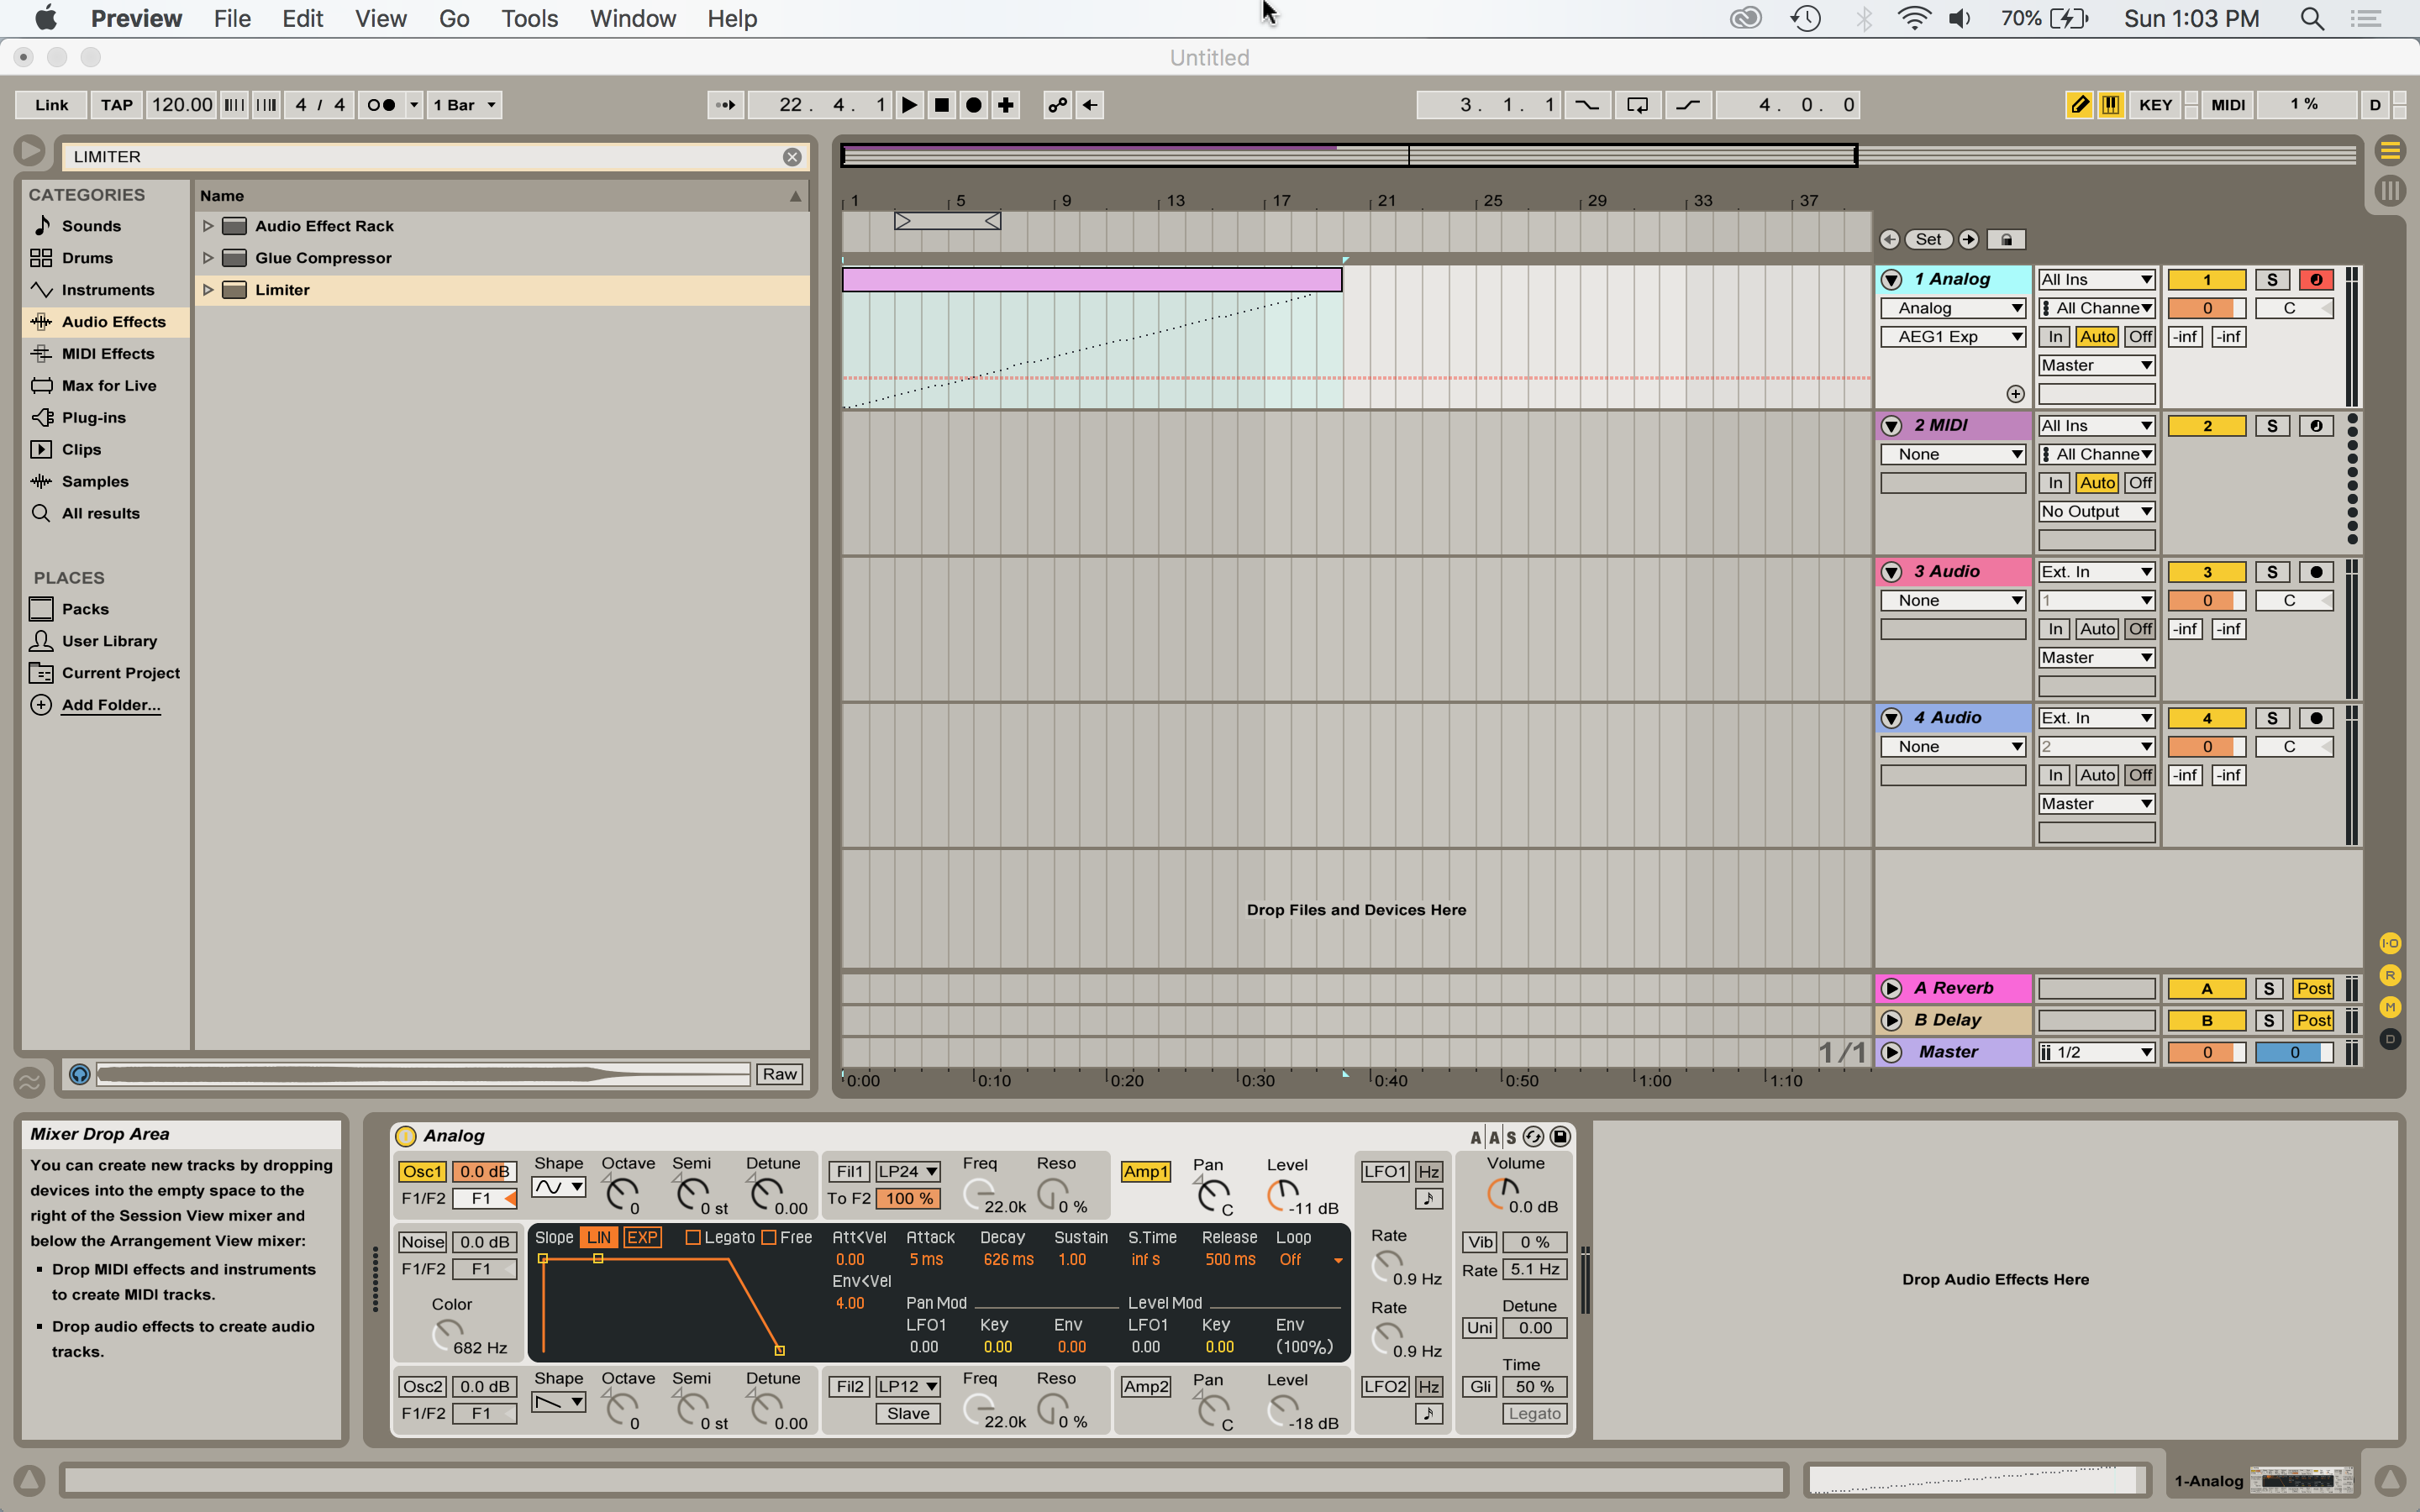 Preview File Edit View Go Tools Window Help 70% Sun 1:03 PM
Untitled
Link TAP 120.00 4 / 4 1 Bar 22. 4. 1 3. 1. 1 4. 0. 0 KEY MIDI 1 % D
LIMITER
CATEGORIES
Sounds
Drums
Instruments
Audio Effects
MIDI Effects
Max for Live
Plug-ins
Clips
Samples
All results
PLACES
Packs
User Library
Current Project
Add Folder...
Name
Audio Effect Rack
Glue Compressor
Limiter
Raw
1 5 9 13 17 21 25 29 33 37
Set
1 Analog All Ins 1 S
Analog All Channe 0 C
AEG1 Exp In Auto Off -inf -inf
Master
2 MIDI All Ins 2 S
None All Channe
In Auto Off
No Output
3 Audio Ext. In 3 S
None 1 0 C
In Auto Off -inf -inf
Master
4 Audio Ext. In 4 S
None 2 0 C
In Auto Off -inf -inf
Master
Drop Files and Devices Here
I-O
R
M
D
A Reverb A S Post
B Delay B S Post
1/1 Master 1/2 0 0
0:00 0:10 0:20 0:30 0:40 0:50 1:00 1:10
Mixer Drop Area
You can create new tracks by dropping
devices into the empty space to the
right of the Session View mixer and
below the Arrangement View mixer:
Drop MIDI effects and instruments
to create MIDI tracks.
Drop audio effects to create audio
tracks.
Analog A|A|S
Osc1 0.0 dB Shape Octave Semi Detune Fil1 LP24 Freq Reso Amp1 Pan Level LFO1 Hz Volume
F1/F2 F1 0 0 st 0.00 To F2 100 % 22.0k 0 % C -11 dB 0.0 dB
Noise 0.0 dB Slope LIN EXP Legato Free Att<Vel Attack Decay Sustain S.Time Release Loop Rate Vib 0 %
F1/F2 F1 0.00 5 ms 626 ms 1.00 inf s 500 ms Off 0.9 Hz Rate 5.1 Hz
Env<Vel
Color 4.00 Pan Mod Level Mod Rate Detune
LFO1 Key Env LFO1 Key Env Uni 0.00
682 Hz 0.00 0.00 0.00 0.00 0.00 (100%) 0.9 Hz
Time
Osc2 0.0 dB Shape Octave Semi Detune Fil2 LP12 Freq Reso Amp2 Pan Level LFO2 Hz Gli 50 %
F1/F2 F1 0 0 st 0.00 Slave 22.0k 0 % C -18 dB Legato
Drop Audio Effects Here
1-Analog